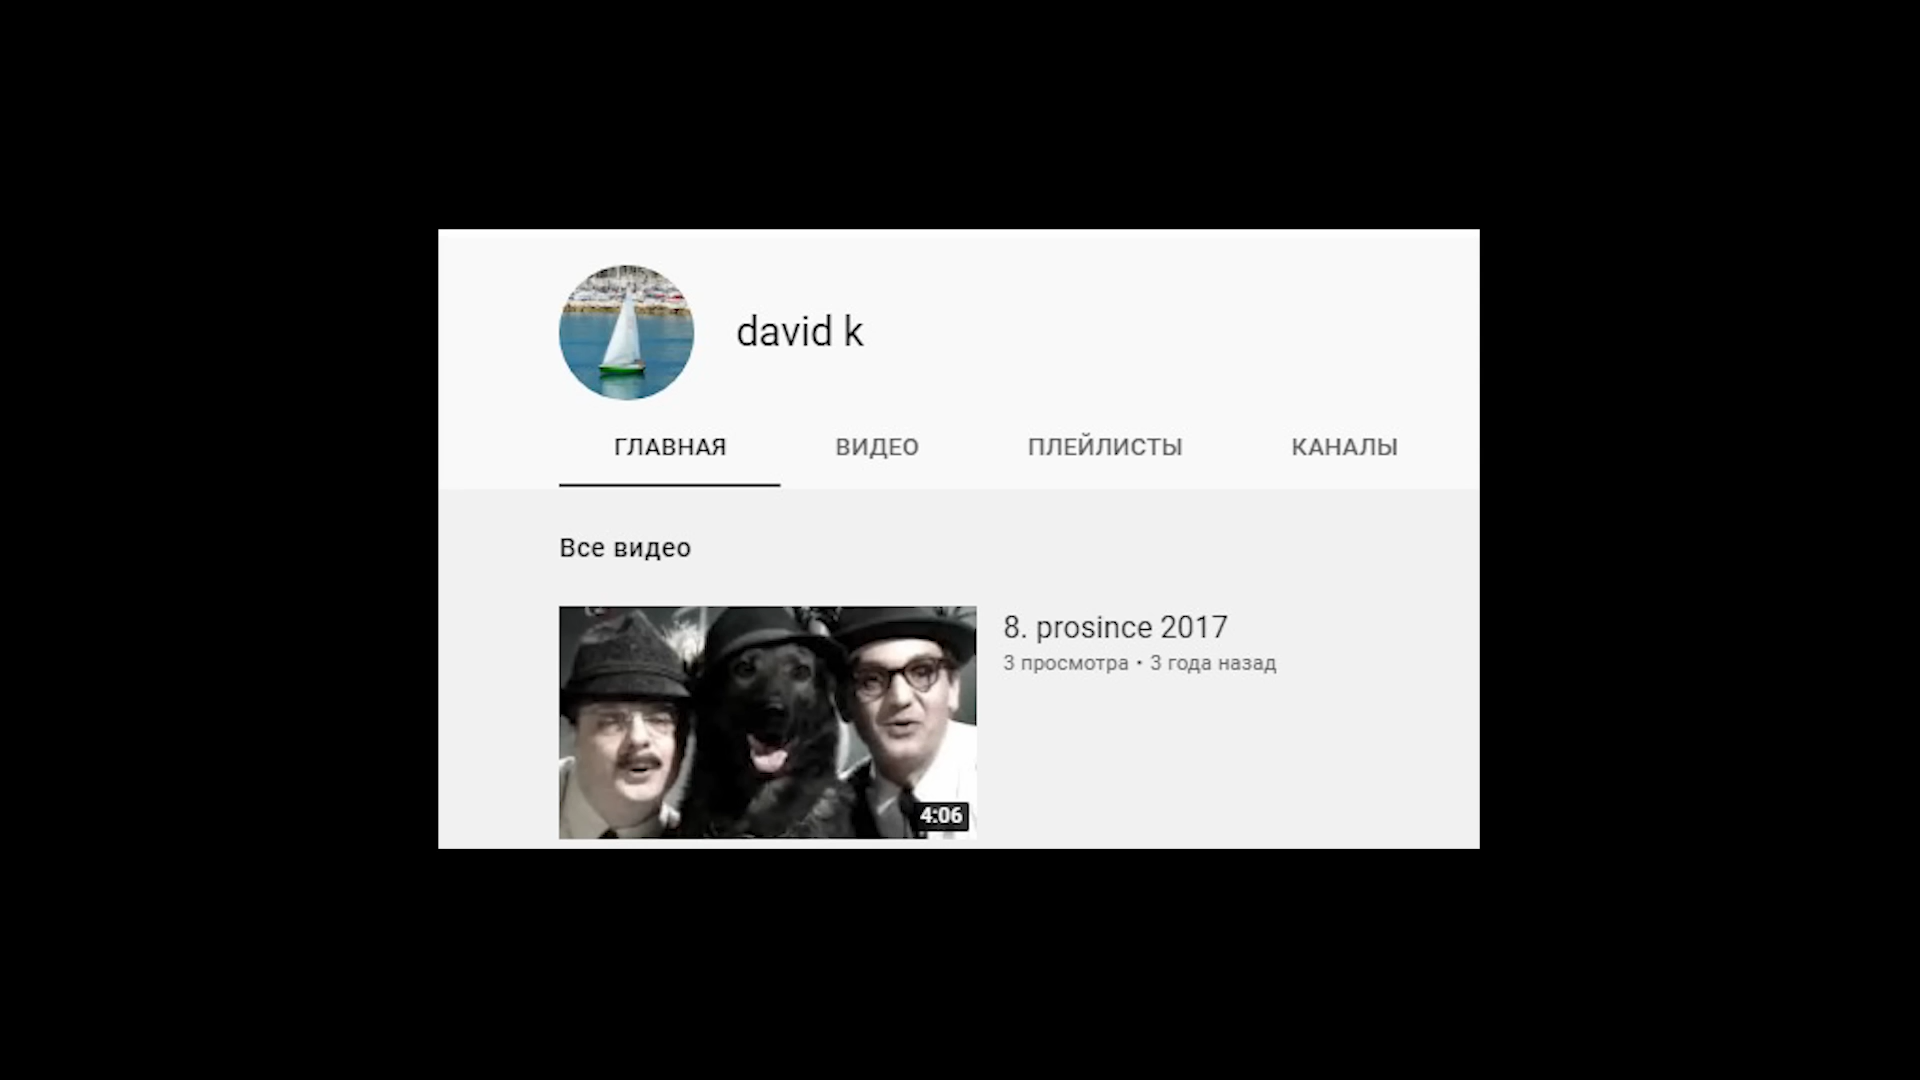 david k
ГЛАВНАЯ ВИДЕО ПЛЕЙЛИСТЫ КАНАЛЫ
Все видео
8. prosince 2017
3 просмотра • 3 года назад
4:06